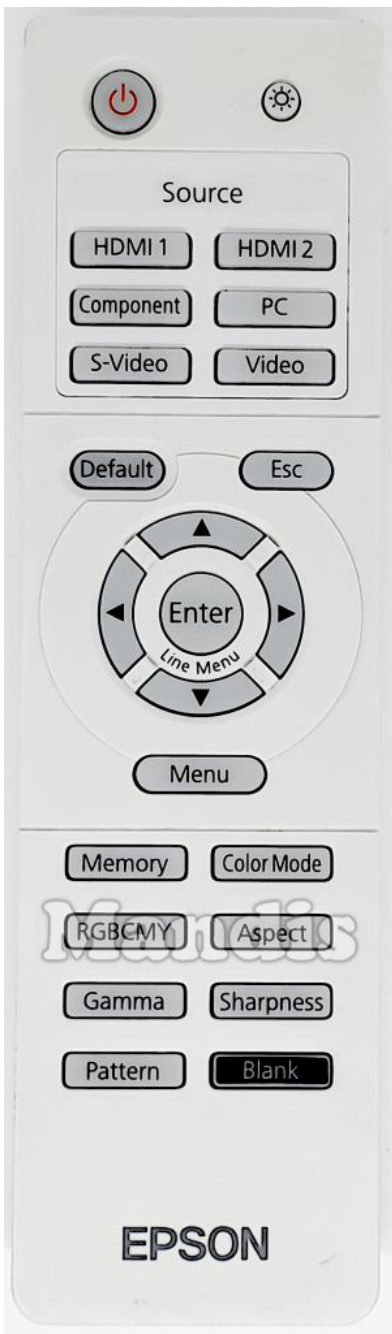 Source
HDMI 1 HDMI 2
Component PC
S-Video Video
Default Esc
Enter
Line Menu
Menu
Memory Color Mode
RGBCMY Aspect
Mandis
Gamma Sharpness
Pattern Blank
EPSON